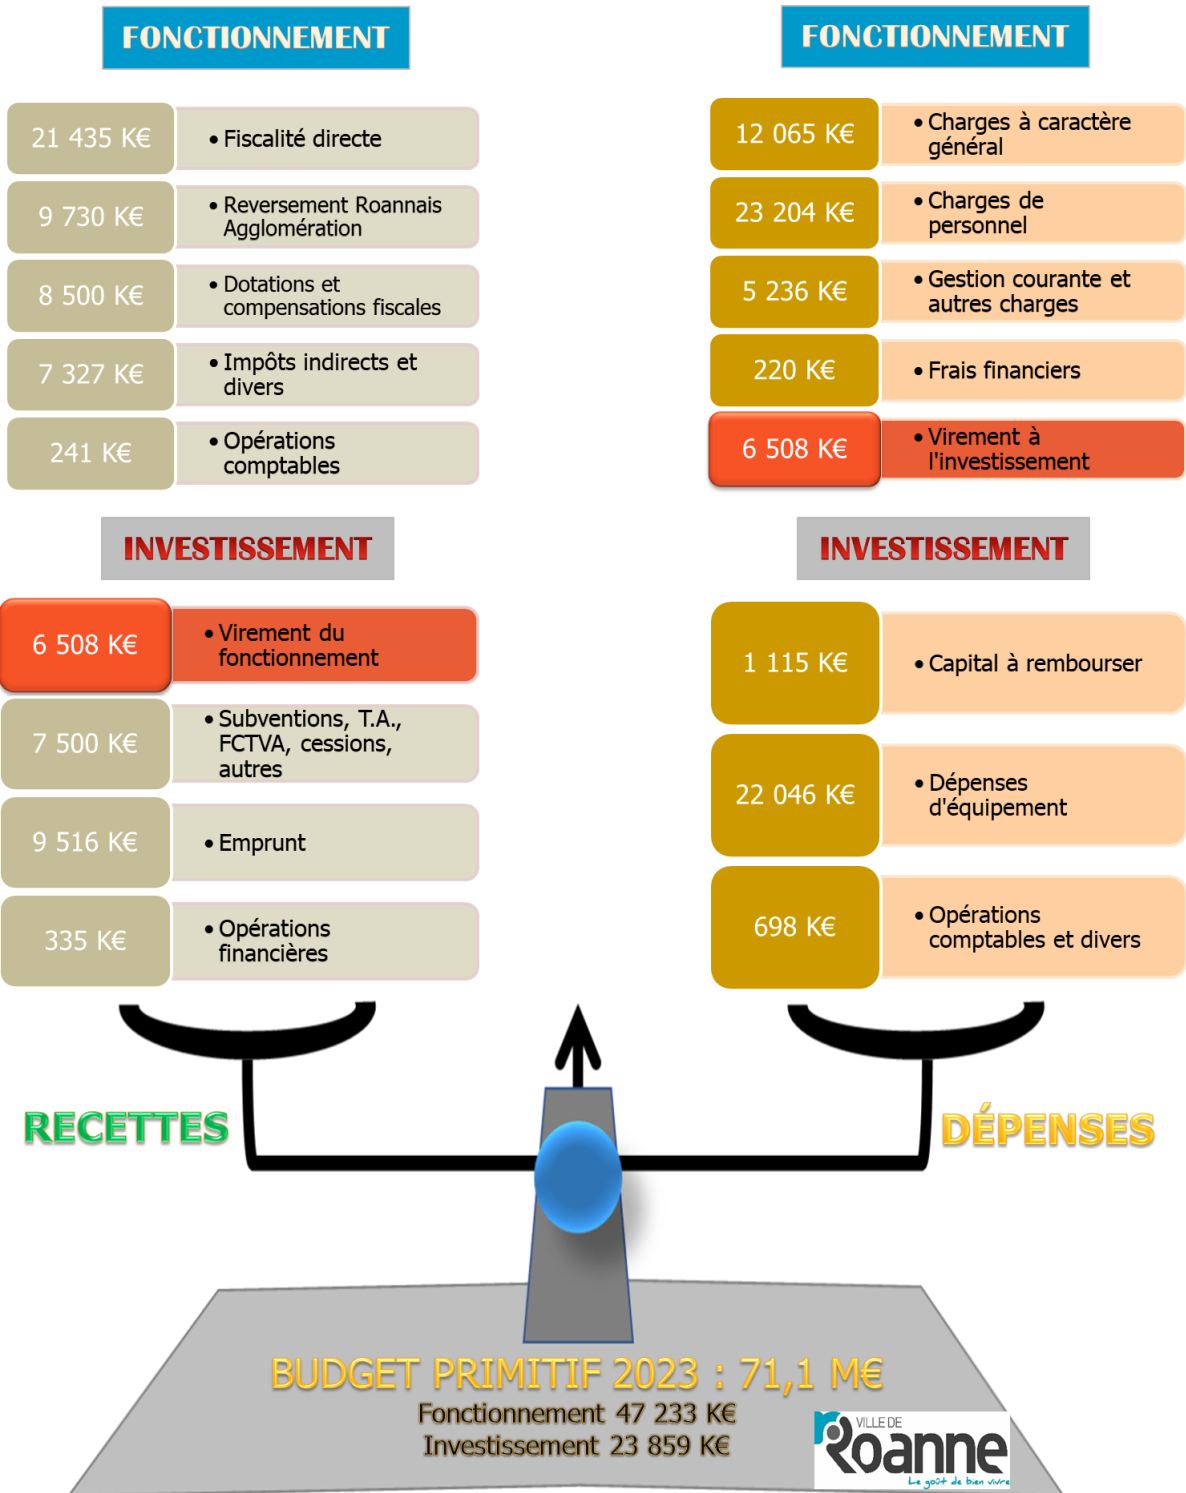 FONCTIONNEMENT
21 435 K€
• Fiscalité directe
9 730 K€
• Reversement Roannais
Agglomération
8 500 K€
• Dotations et
compensations fiscales
7 327 K€
• Impôts indirects et
divers
241 K€
• Opérations
comptables
INVESTISSEMENT
6 508 K€
• Virement du
fonctionnement
7 500 K€
• Subventions, T.A.,
FCTVA, cessions,
autres
9 516 K€
• Emprunt
335 K€
• Opérations
financières
RECETTES
FONCTIONNEMENT
12 065 K€
• Charges à caractère
général
23 204 K€
• Charges de
personnel
5 236 K€
• Gestion courante et
autres charges
220 K€
• Frais financiers
6 508 K€
• Virement à
l'investissement
INVESTISSEMENT
1 115 K€
• Capital à rembourser
22 046 K€
• Dépenses
d'équipement
698 K€
• Opérations
comptables et divers
DÉPENSES
BUDGET PRIMITIF 2023 : 71,1 M€
Fonctionnement 47 233 K€
Investissement 23 859 K€
VILLE DE
Roanne
Le goût de bien vivre